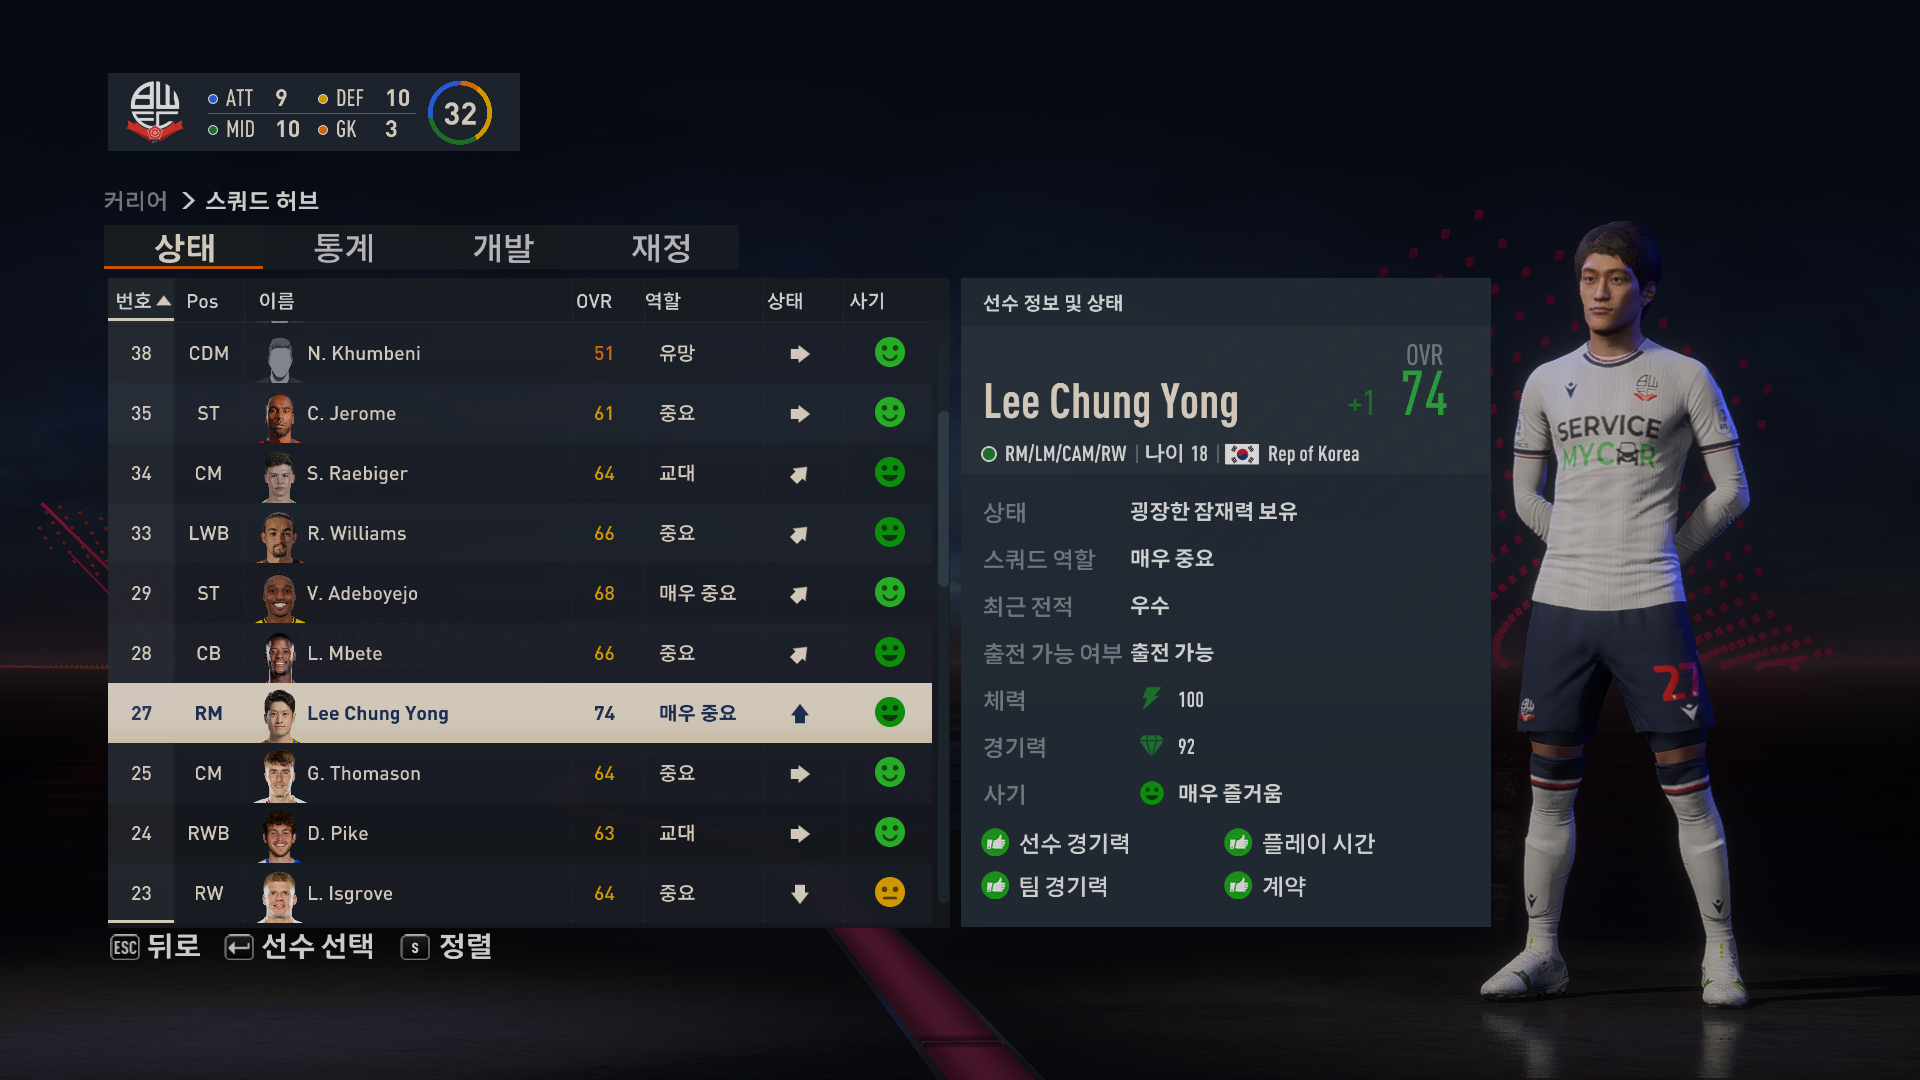 ATT 9 DEF 10
MID 10 GK 3
32
커리어 > 스쿼드 허브
상태 통계 개발 재정
번호 Pos 이름 OVR 역할 상태 사기
38 CDM N. Khumbeni 51 유망
35 ST C. Jerome 61 중요
34 CM S. Raebiger 64 교대
33 LWB R. Williams 66 중요
29 ST V. Adeboyejo 68 매우 중요
28 CB L. Mbete 66 중요
27 RM Lee Chung Yong 74 매우 중요
25 CM G. Thomason 64 중요
24 RWB D. Pike 63 교대
23 RW L. Isgrove 64 중요
ESC 뒤로 선수 선택 S 정렬
선수 정보 및 상태
OVR
Lee Chung Yong +1 74
RM/LM/CAM/RW 나이 18 Rep of Korea
상태 굉장한 잠재력 보유
스쿼드 역할 매우 중요
최근 전적 우수
출전 가능 여부 출전 가능
체력 100
경기력 92
사기 매우 즐거움
선수 경기력 플레이 시간
팀 경기력 계약
SERVICE
MYCAR
27